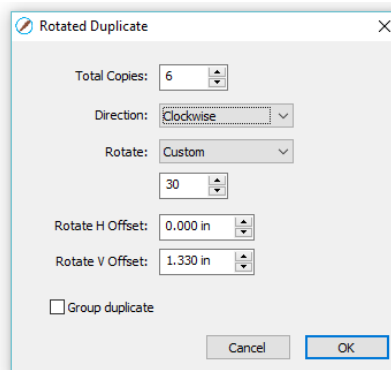 Rotated Duplicate
Total Copies: 6
Direction: Clockwise
Rotate: Custom
30
Rotate H Offset: 0.000 in
Rotate V Offset: 1.330 in
Group duplicate
Cancel OK